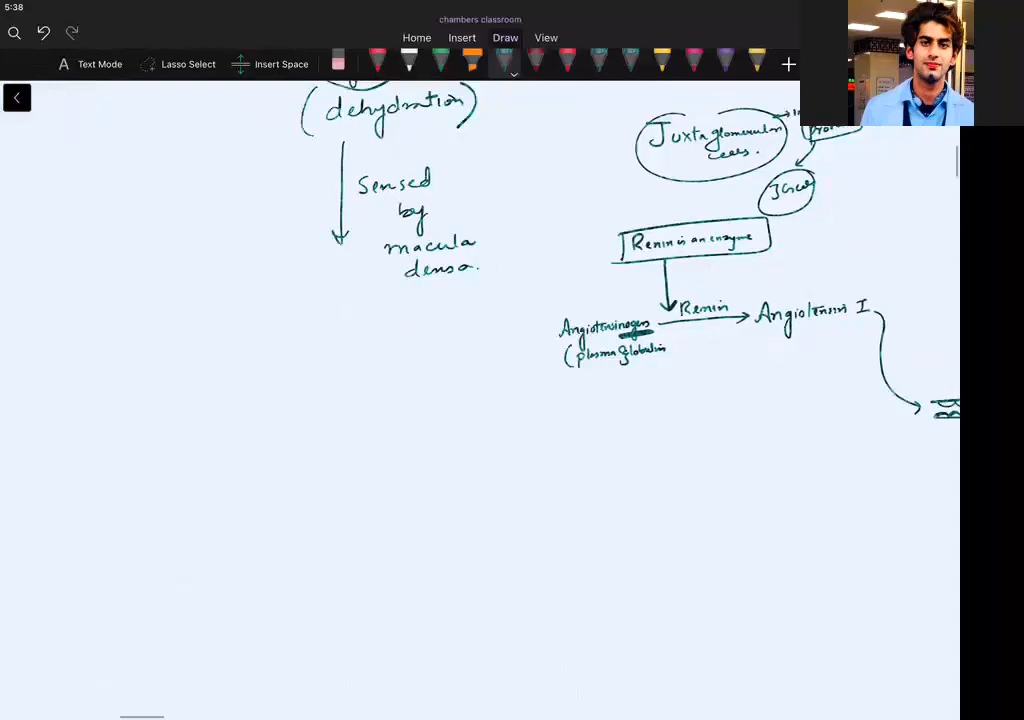 5:38
chambers classroom
Home Insert Draw View
A Text Mode Lasso Select Insert Space
(dehydration)
Sensed
by
macula
densa.
Juxtaglomerular
cells.
Renin is an enzyme
Angiotensinogen Renin Angiotensin I
(plasma globulin